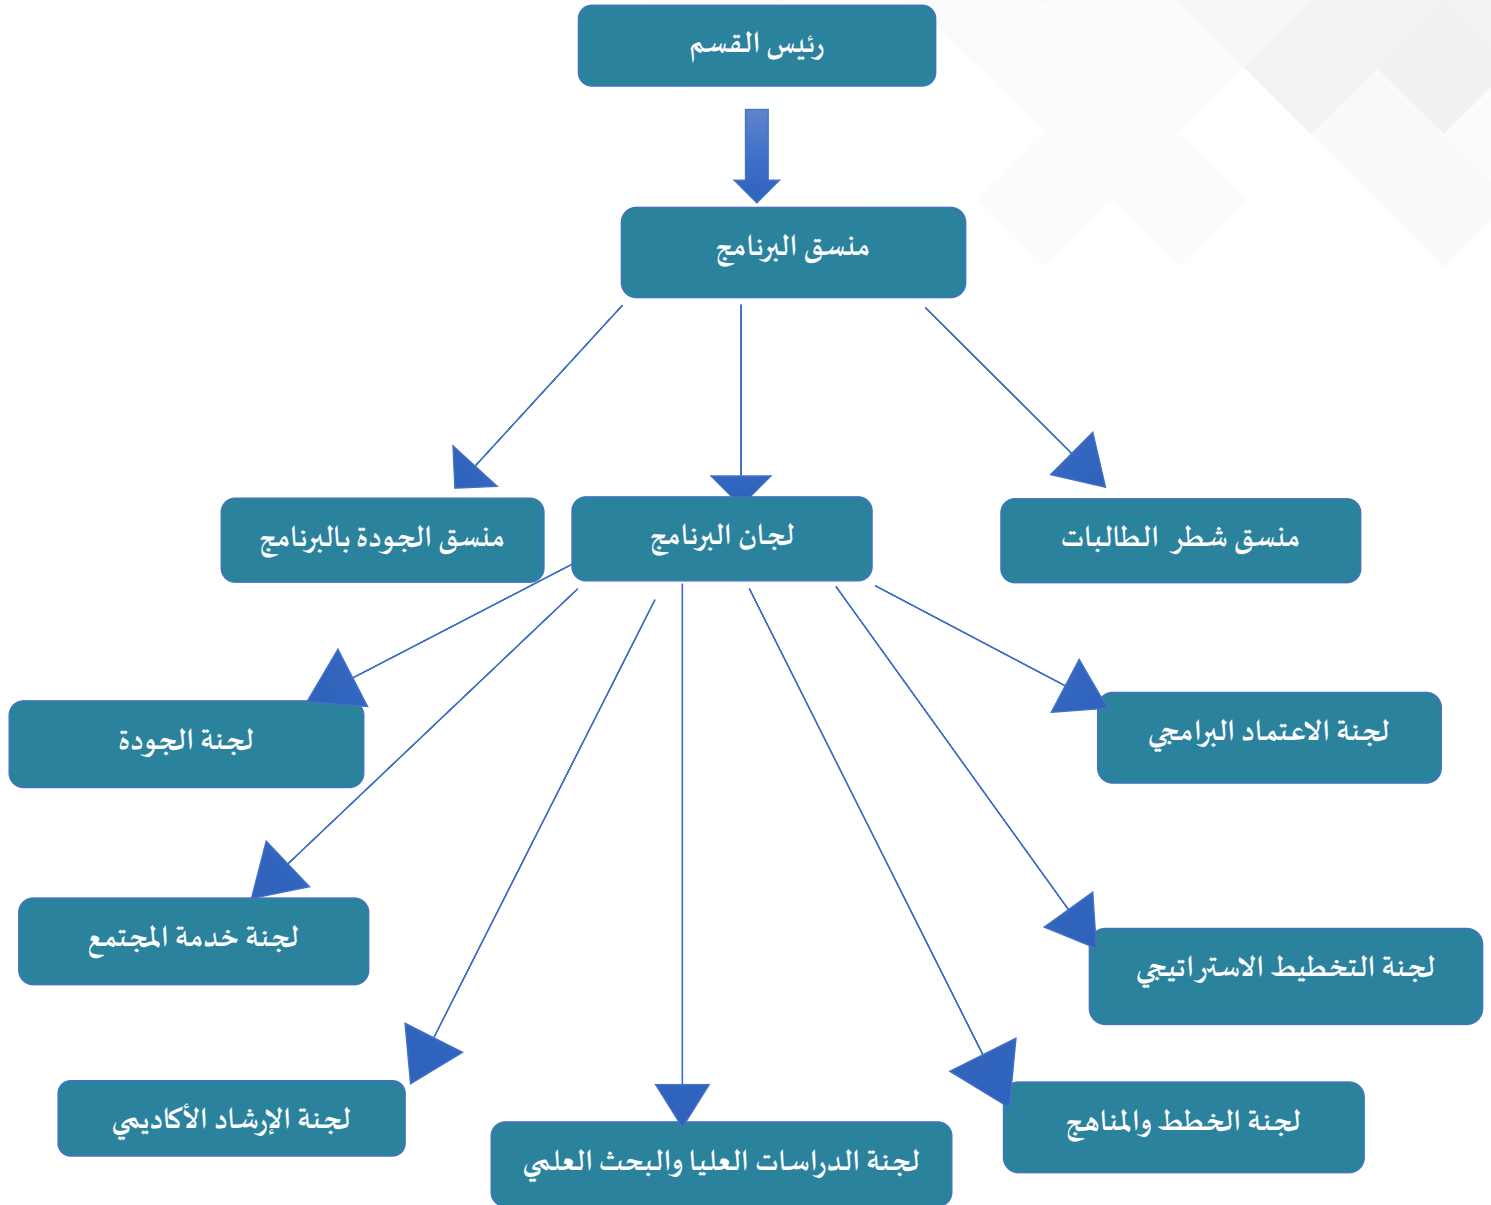 رئيس القسم
منسق البرنامج
منسق شطر الطالبات
لجان البرنامج
منسق الجودة بالبرنامج
لجنة الاعتماد البرامجي
لجنة الجودة
لجنة التخطيط الاستراتيجي
لجنة خدمة المجتمع
لجنة الخطط والمناهج
لجنة الدراسات العليا والبحث العلمي
لجنة الإرشاد الأكاديمي